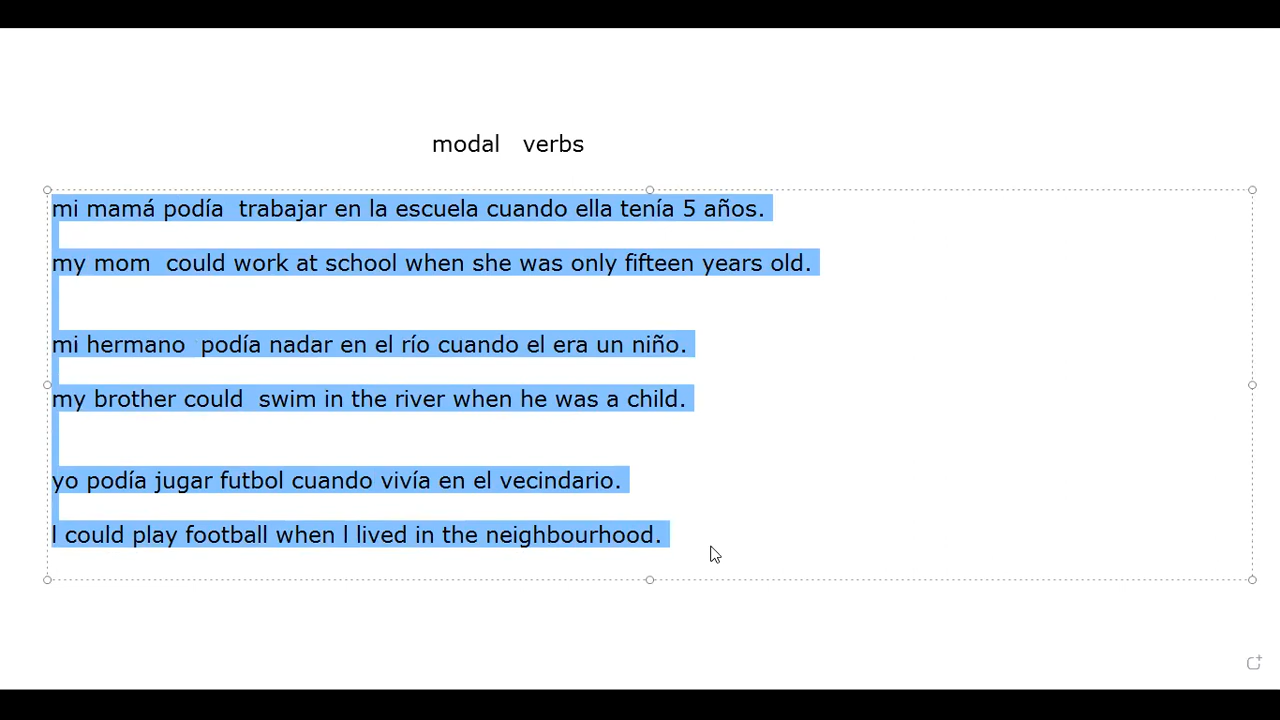 modal verbs
mi mamá podía trabajar en la escuela cuando ella tenía 5 años.
my mom could work at school when she was only fifteen years old.
mi hermano podía nadar en el río cuando el era un niño.
my brother could swim in the river when he was a child.
yo podía jugar futbol cuando vivía en el vecindario.
l could play football when l lived in the neighbourhood.